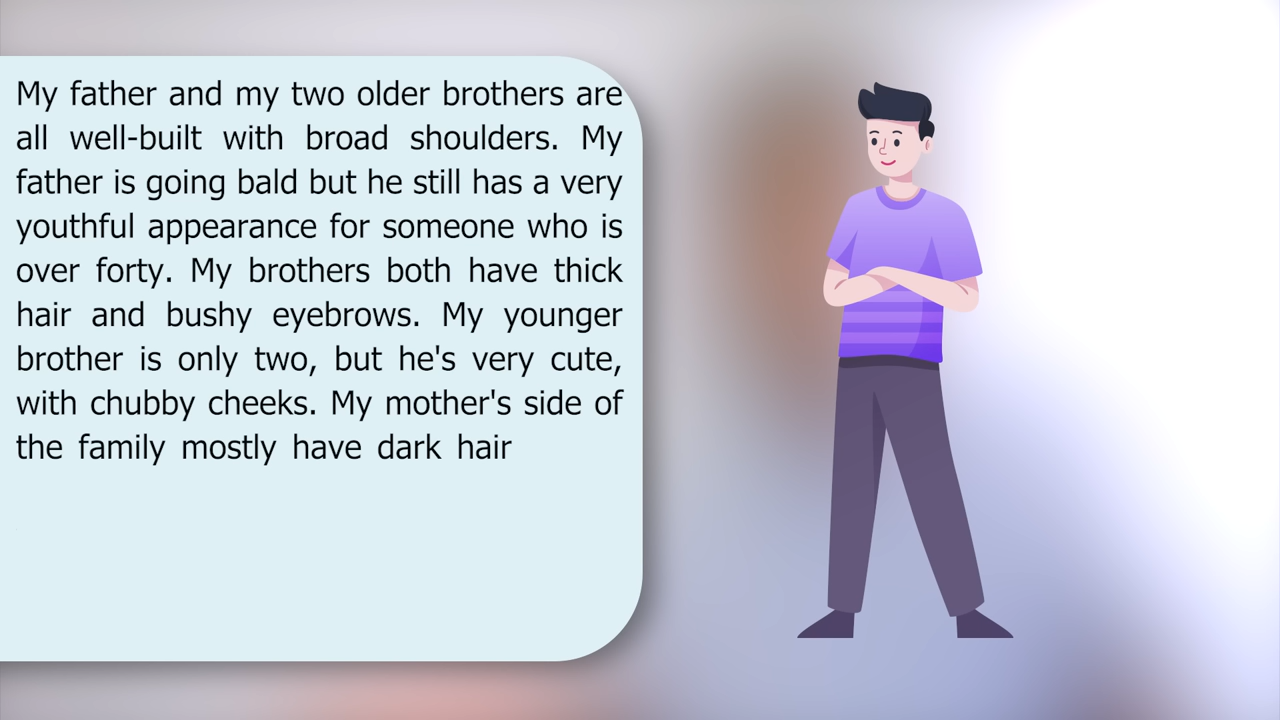 My father and my two older brothers are
all well-built with broad shoulders. My
father is going bald but he still has a very
youthful appearance for someone who is
over forty. My brothers both have thick
hair and bushy eyebrows. My younger
brother is only two, but he's very cute,
with chubby cheeks. My mother's side of
the family mostly have dark hair